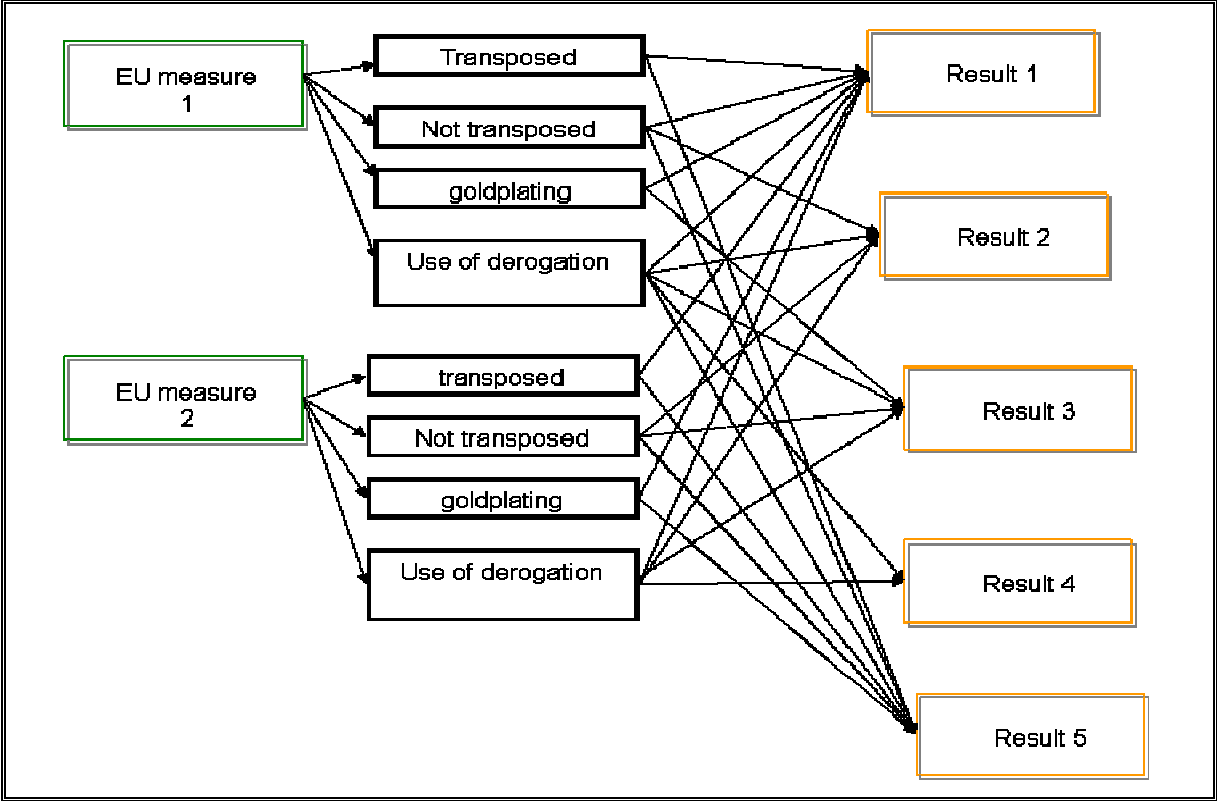 EU measure
1
Transposed
Not transposed
goldplating
Use of derogation
EU measure
2
transposed
Not transposed
goldplating
Use of derogation
Result 1
Result 2
Result 3
Result 4
Result 5